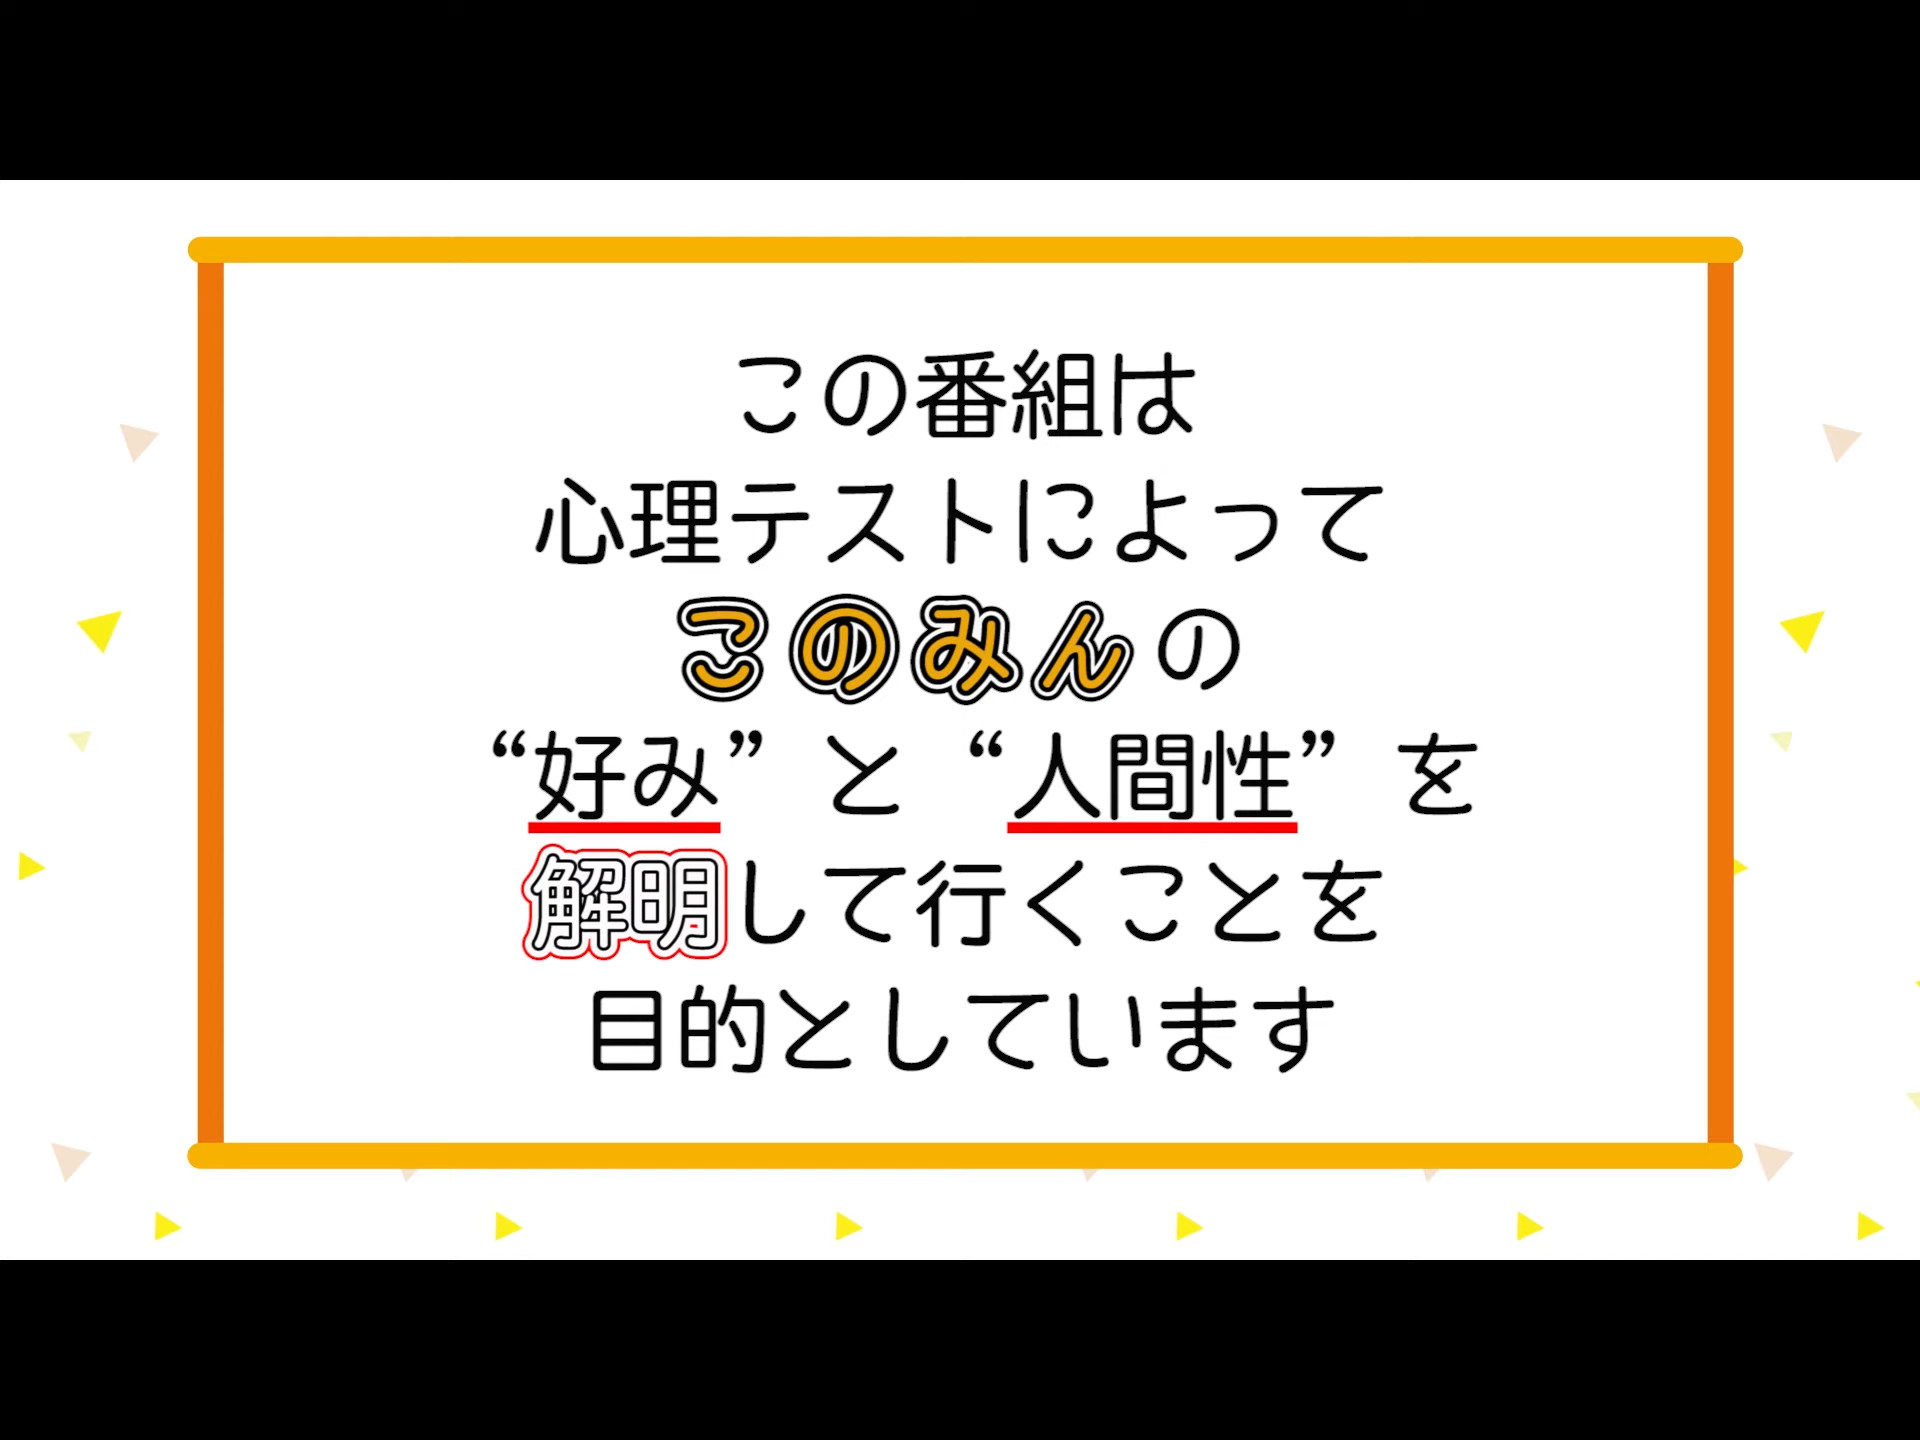 この番組は
心理テストによって
このみんの
“好み”と“人間性”を
解明して行くことを
目的としています